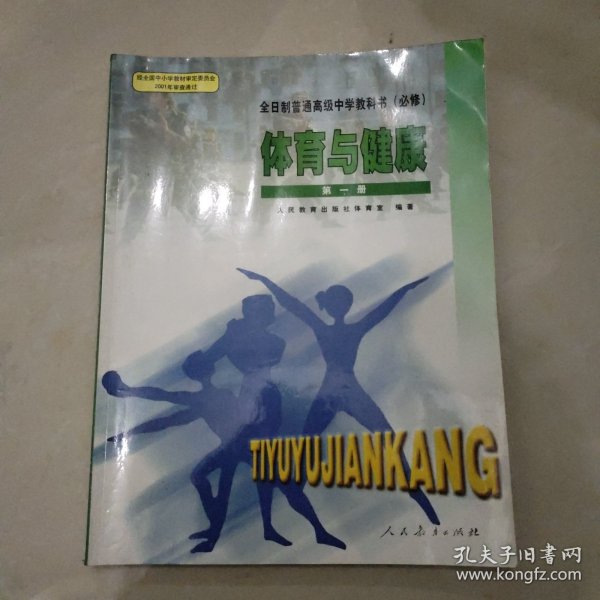 经全国中小学教材审定委员会
2001年审查通过
全日制普通高级中学教科书（必修）
体育与健康
第一册
人民教育出版社体育室 编著
TIYUYUJIANKANG
人民教育出版社
孔夫子旧书网
www.kongfz.com